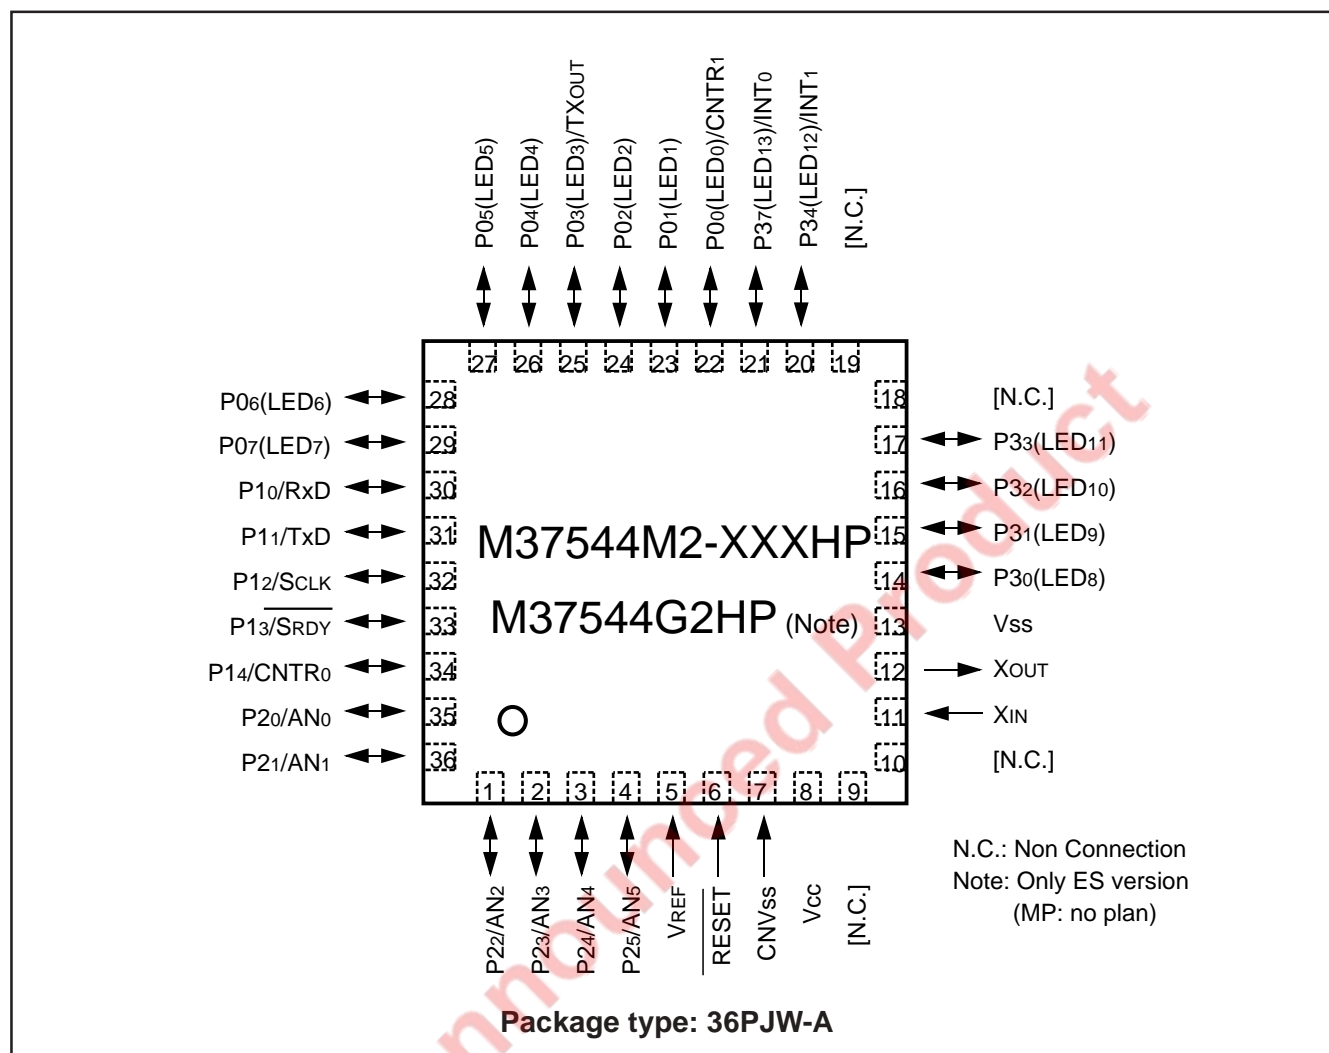 P05(LED5)
P04(LED4)
P03(LED3)/TXOUT
P02(LED2)
P01(LED1)
P00(LED0)/CNTR1
P37(LED13)/INT0
P34(LED12)/INT1
[N.C.]
27 26 25 24 23 22 21 20 19
P06(LED6) 28
P07(LED7) 29
P10/RxD 30
P11/TxD 31
P12/SCLK 32
P13/SRDY 33
P14/CNTR0 34
P20/AN0 35
P21/AN1 36
18 [N.C.]
17 P33(LED11)
16 P32(LED10)
15 P31(LED9)
14 P30(LED8)
13 Vss
12 XOUT
11 XIN
10 [N.C.]
M37544M2-XXXHP
M37544G2HP (Note)
1 2 3 4 5 6 7 8 9
P22/AN2
P23/AN3
P24/AN4
P25/AN5
VREF
RESET
CNVss
Vcc
[N.C.]
N.C.: Non Connection
Note: Only ES version
(MP: no plan)
Package type: 36PJW-A
nnounced Product